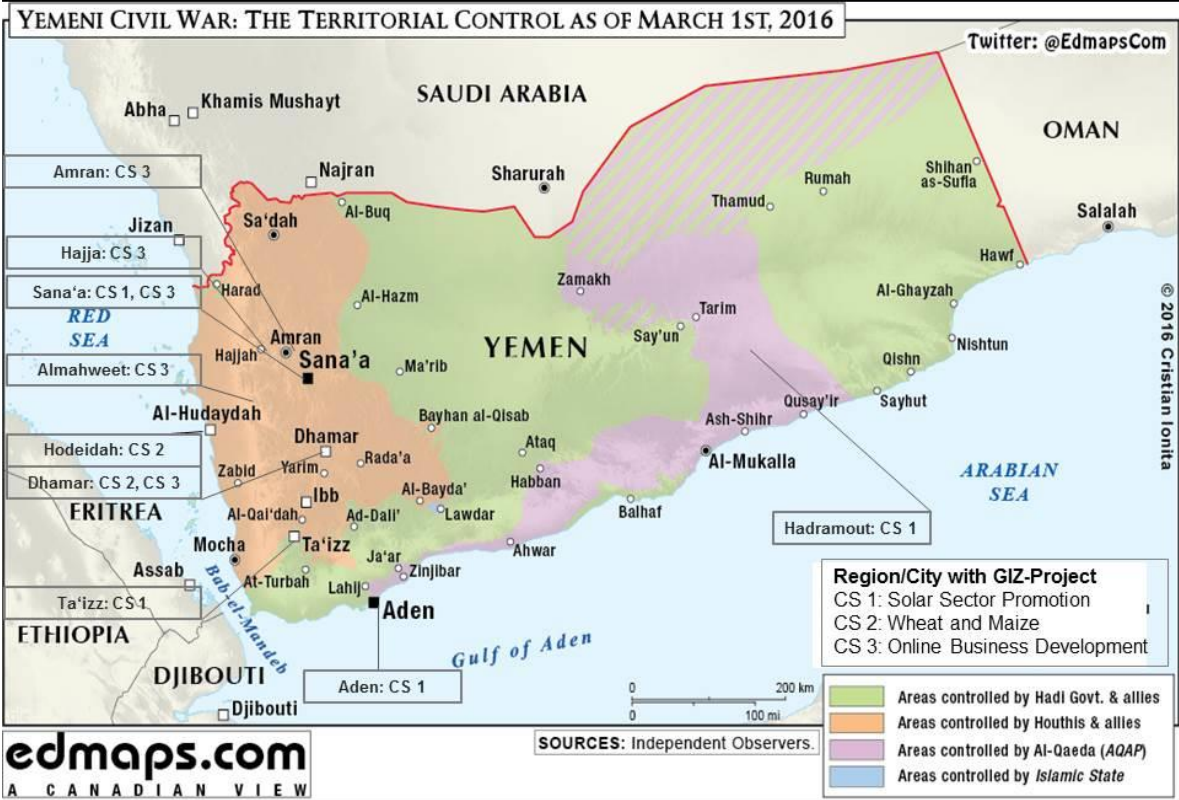 YEMENI CIVIL WAR: THE TERRITORIAL CONTROL AS OF MARCH 1ST, 2016
Twitter: @EdmapsCom
SAUDI ARABIA
OMAN
YEMEN
ERITREA
ETHIOPIA
DJIBOUTI
RED
SEA
ARABIAN
SEA
Gulf of Aden
Bab-el-Mandeb
Abha
Khamis Mushayt
Najran
Sharurah
Jizan
Salalah
Amran: CS 3
Hajja: CS 3
Sana‘a: CS 1, CS 3
Almahweet: CS 3
Hodeidah: CS 2
Dhamar: CS 2, CS 3
Ta‘izz: CS 1
Aden: CS 1
Hadramout: CS 1
Sa‘dah
Al-Buq
Harad
Al-Hazm
Amran
Hajjah
Sana’a
Ma‘rib
Al-Hudaydah
Dhamar
Bayhan al-Qisab
Zabid
Yarim
Rada’a
Ibb
Al-Bayda’
Lawdar
Al-Qai‘dah
Ad-Dali’
Mocha
Ta‘izz
At-Turbah
Ja‘ar
Zinjibar
Lahij
Aden
Assab
Djibouti
Ataq
Habban
Ahwar
Balhaf
Al-Mukalla
Ash-Shihr
Qusay’ir
Sayhut
Qishn
Nishtun
Al-Ghayzah
Hawf
Shihan
as-Sufla
Rumah
Thamud
Zamakh
Tarim
Say’un
© 2016 Cristian Ionita
Region/City with GIZ-Project
CS 1: Solar Sector Promotion
CS 2: Wheat and Maize
CS 3: Online Business Development
0 200 km
0 100 mi
SOURCES: Independent Observers.
Areas controlled by Hadi Govt. & allies
Areas controlled by Houthis & allies
Areas controlled by Al-Qaeda (AQAP)
Areas controlled by Islamic State
edmaps.com
A CANADIAN VIEW